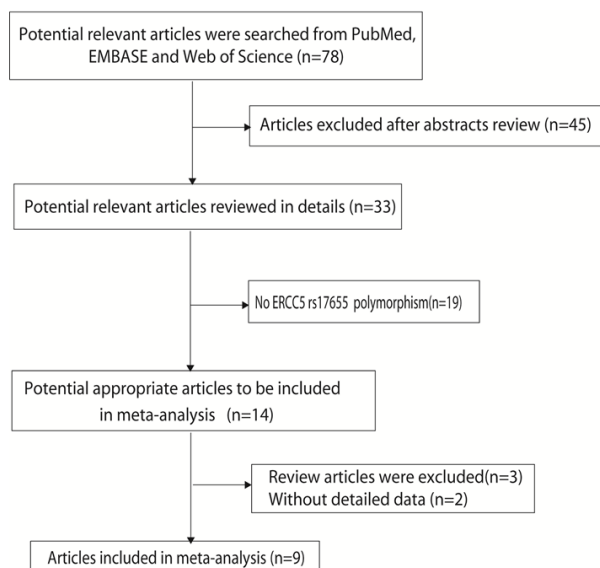 Potential relevant articles were searched from PubMed,
EMBASE and Web of Science (n=78)
Articles excluded after abstracts review (n=45)
Potential relevant articles reviewed in details (n=33)
No ERCC5 rs17655 polymorphism(n=19)
Potential appropriate articles to be included
in meta-analysis (n=14)
Review articles were excluded(n=3)
Without detailed data (n=2)
Articles included in meta-analysis (n=9)